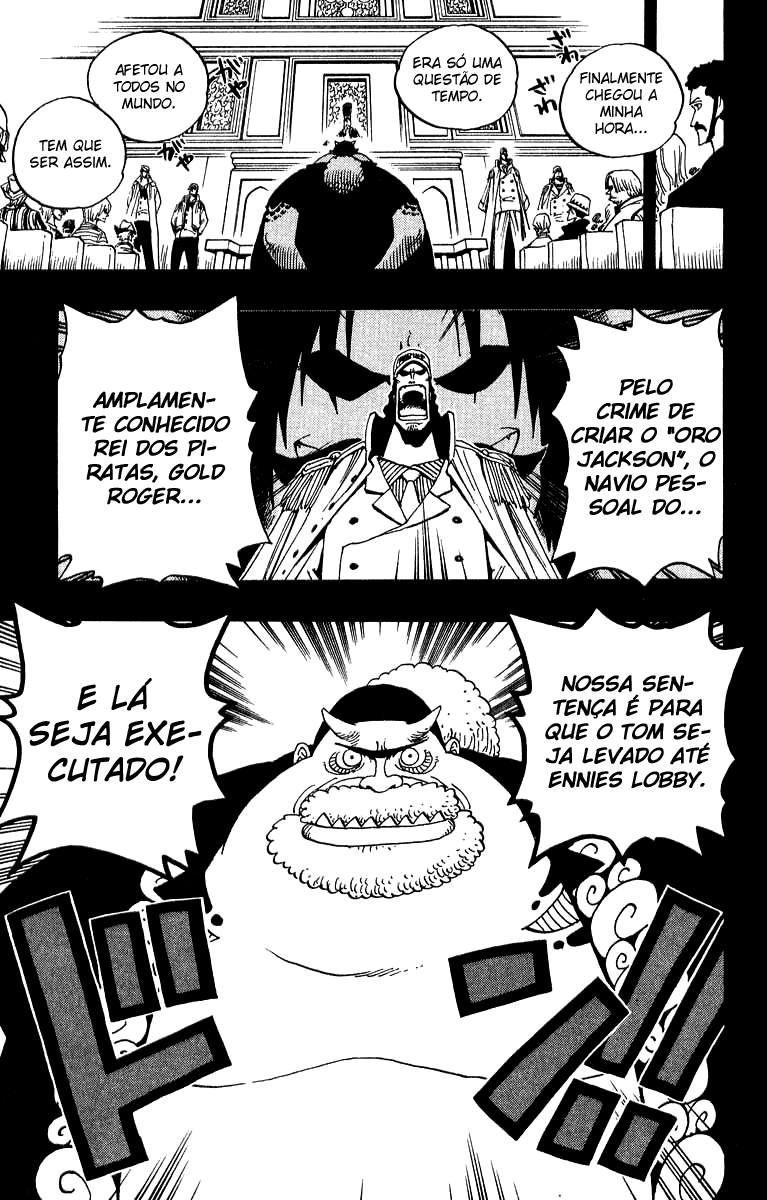 FINALMENTE
CHEGOU A
MINHA
HORA...
ERA SÓ UMA
QUESTÃO DE
TEMPO.
AFETOU A
TODOS NO
MUNDO.
TEM QUE
SER ASSIM.
PELO
CRIME DE
CRIAR O "ORO
JACKSON", O
NAVIO PES-
SOAL DO...
AMPLAMEN-
TE CONHECIDO
REI DOS PI-
RATAS, GOLD
ROGER...
NOSSA SEN-
TENÇA É PARA
QUE O TOM SE-
JA LEVADO ATÉ
ENNIES LOBBY.
E LÁ
SEJA EXE-
CUTADO!
ドン!!